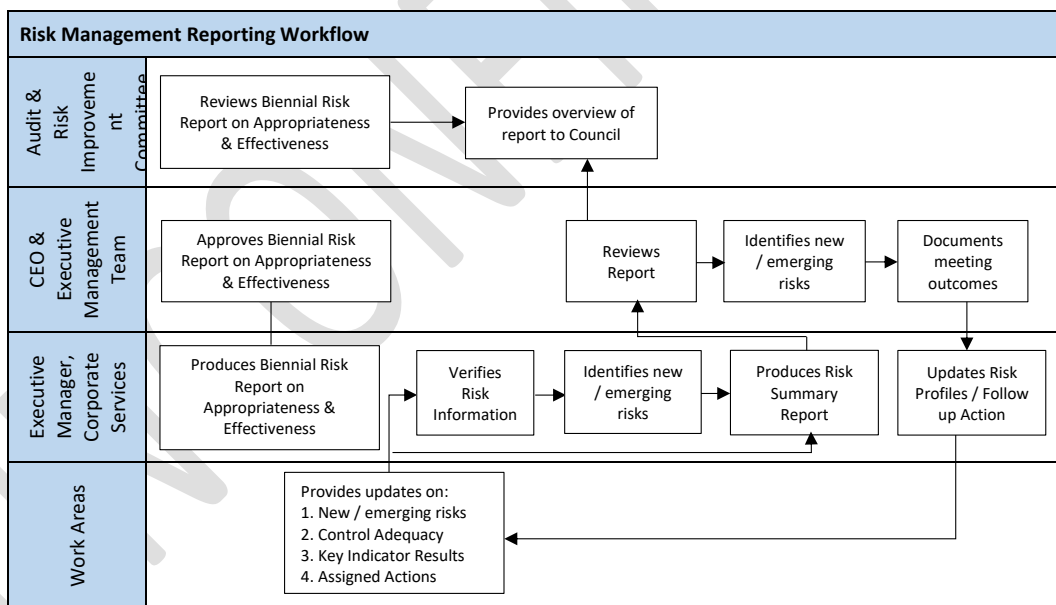 Risk Management Reporting Workflow
Audit &
Risk
Improveme
nt
Committee
Reviews Biennial Risk
Report on Appropriateness
& Effectiveness
Provides overview of
report to Council
CEO &
Executive
Management
Team
Approves Biennial Risk
Report on Appropriateness
& Effectiveness
Reviews
Report
Identifies new
/ emerging
risks
Documents
meeting
outcomes
Executive
Manager,
Corporate
Services
Produces Biennial Risk
Report on
Appropriateness &
Effectiveness
Verifies
Risk
Information
Identifies new
/ emerging
risks
Produces Risk
Summary
Report
Updates Risk
Profiles / Follow
up Action
Work Areas
Provides updates on:
1. New / emerging risks
2. Control Adequacy
3. Key Indicator Results
4. Assigned Actions